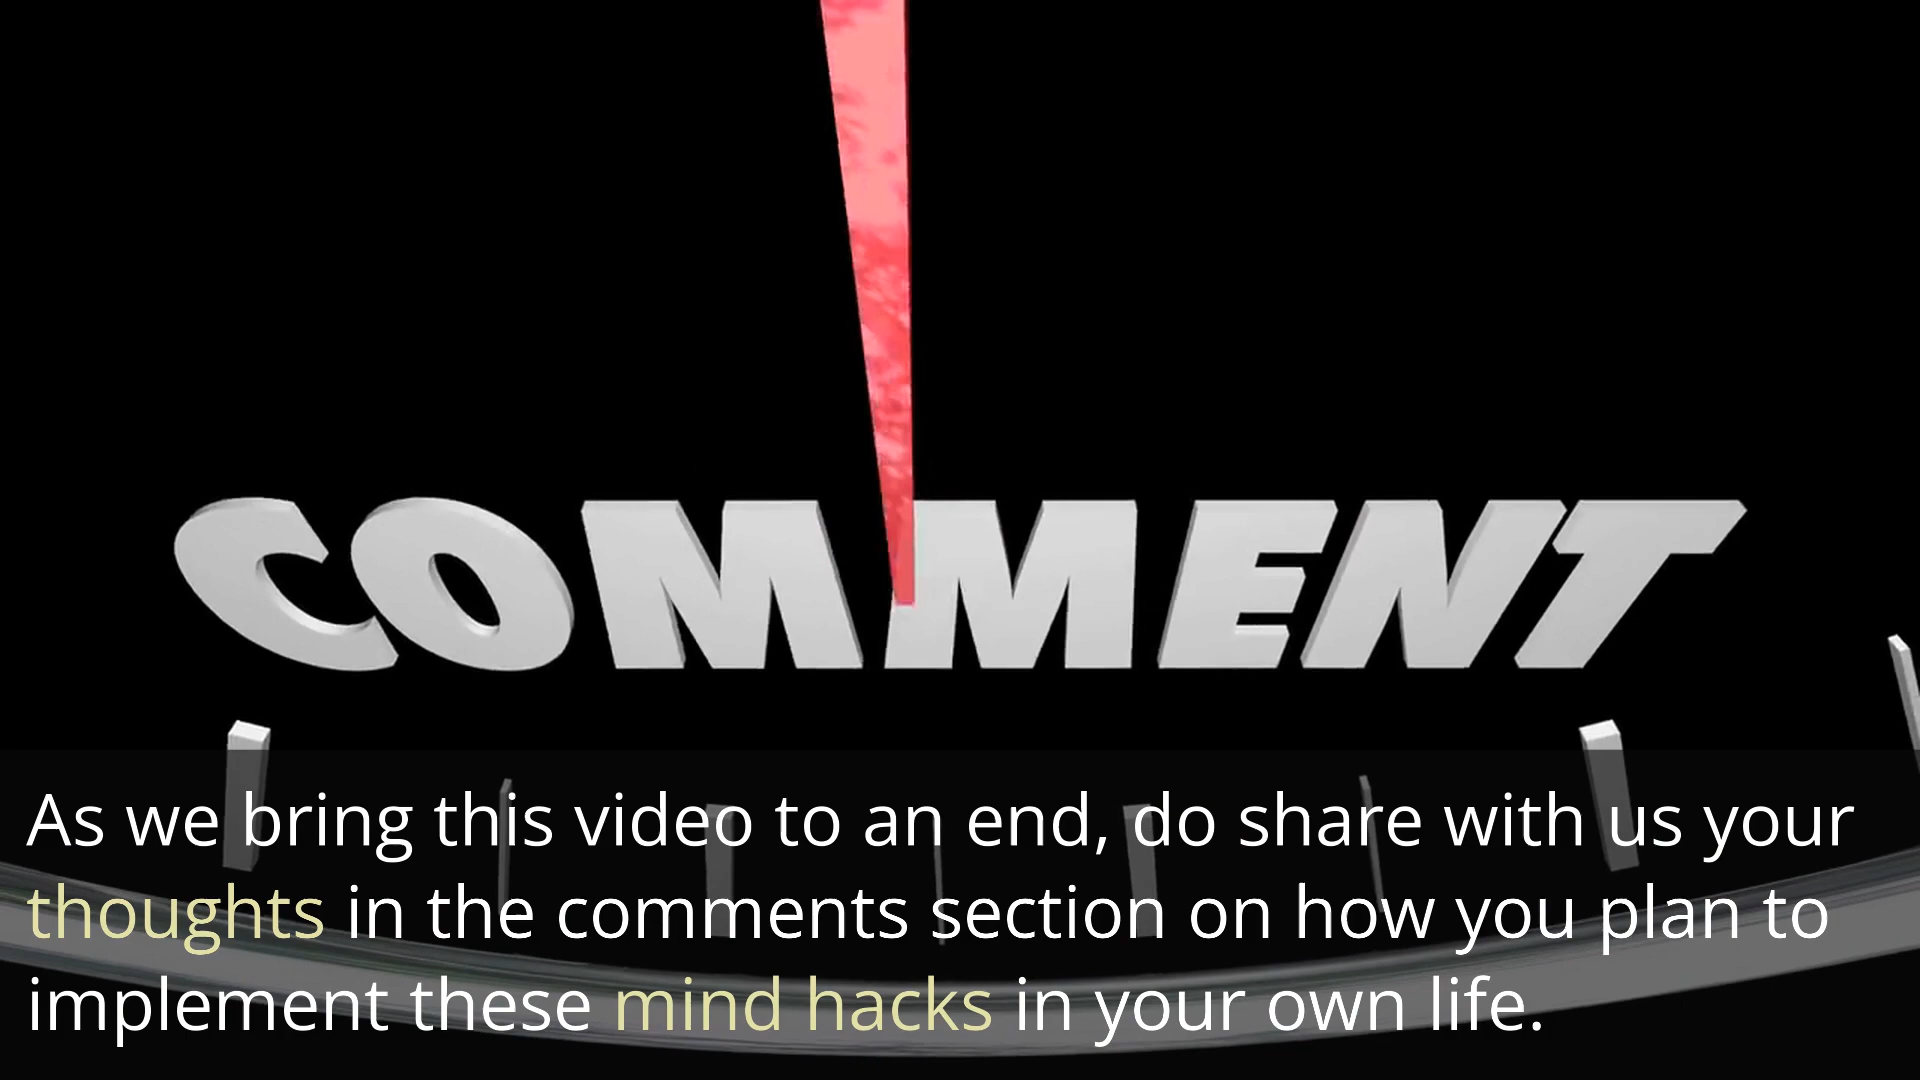 COMMENT
As we bring this video to an end, do share with us your
thoughts in the comments section on how you plan to
implement these mind hacks in your own life.